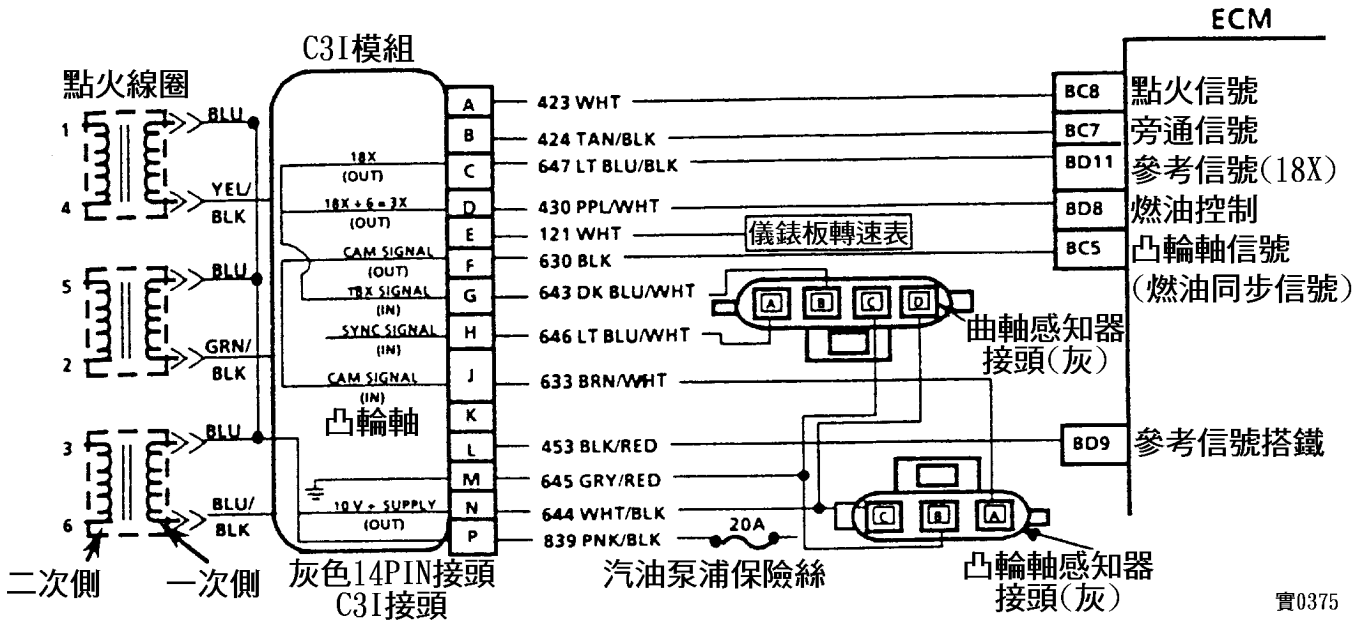 ECM
C3I模組
點火線圈
1
BLU
4
YEL/
BLK
5
BLU
2
GRN/
BLK
3
BLU
6
BLU/
BLK
二次側
一次側
18X
(OUT)
18X ÷ 6 = 3X
(OUT)
CAM SIGNAL
(OUT)
18X SIGNAL
(IN)
SYNC SIGNAL
(IN)
CAM SIGNAL
(IN)
凸輪軸
10 V + SUPPLY
(OUT)
A
B
C
D
E
F
G
H
J
K
L
M
N
P
灰色14PIN接頭
C3I接頭
423 WHT
424 TAN/BLK
647 LT BLU/BLK
430 PPL/WHT
121 WHT
儀錶板轉速表
630 BLK
643 DK BLU/WHT
646 LT BLU/WHT
633 BRN/WHT
453 BLK/RED
645 GRY/RED
644 WHT/BLK
839 PNK/BLK
20A
汽油泵浦保險絲
A B C D
曲軸感知器
接頭(灰)
C B A
凸輪軸感知器
接頭(灰)
BC8 點火信號
BC7 旁通信號
BD11 參考信號(18X)
BD8 燃油控制
BC5 凸輪軸信號
(燃油同步信號)
BD9 參考信號搭鐵
實0375